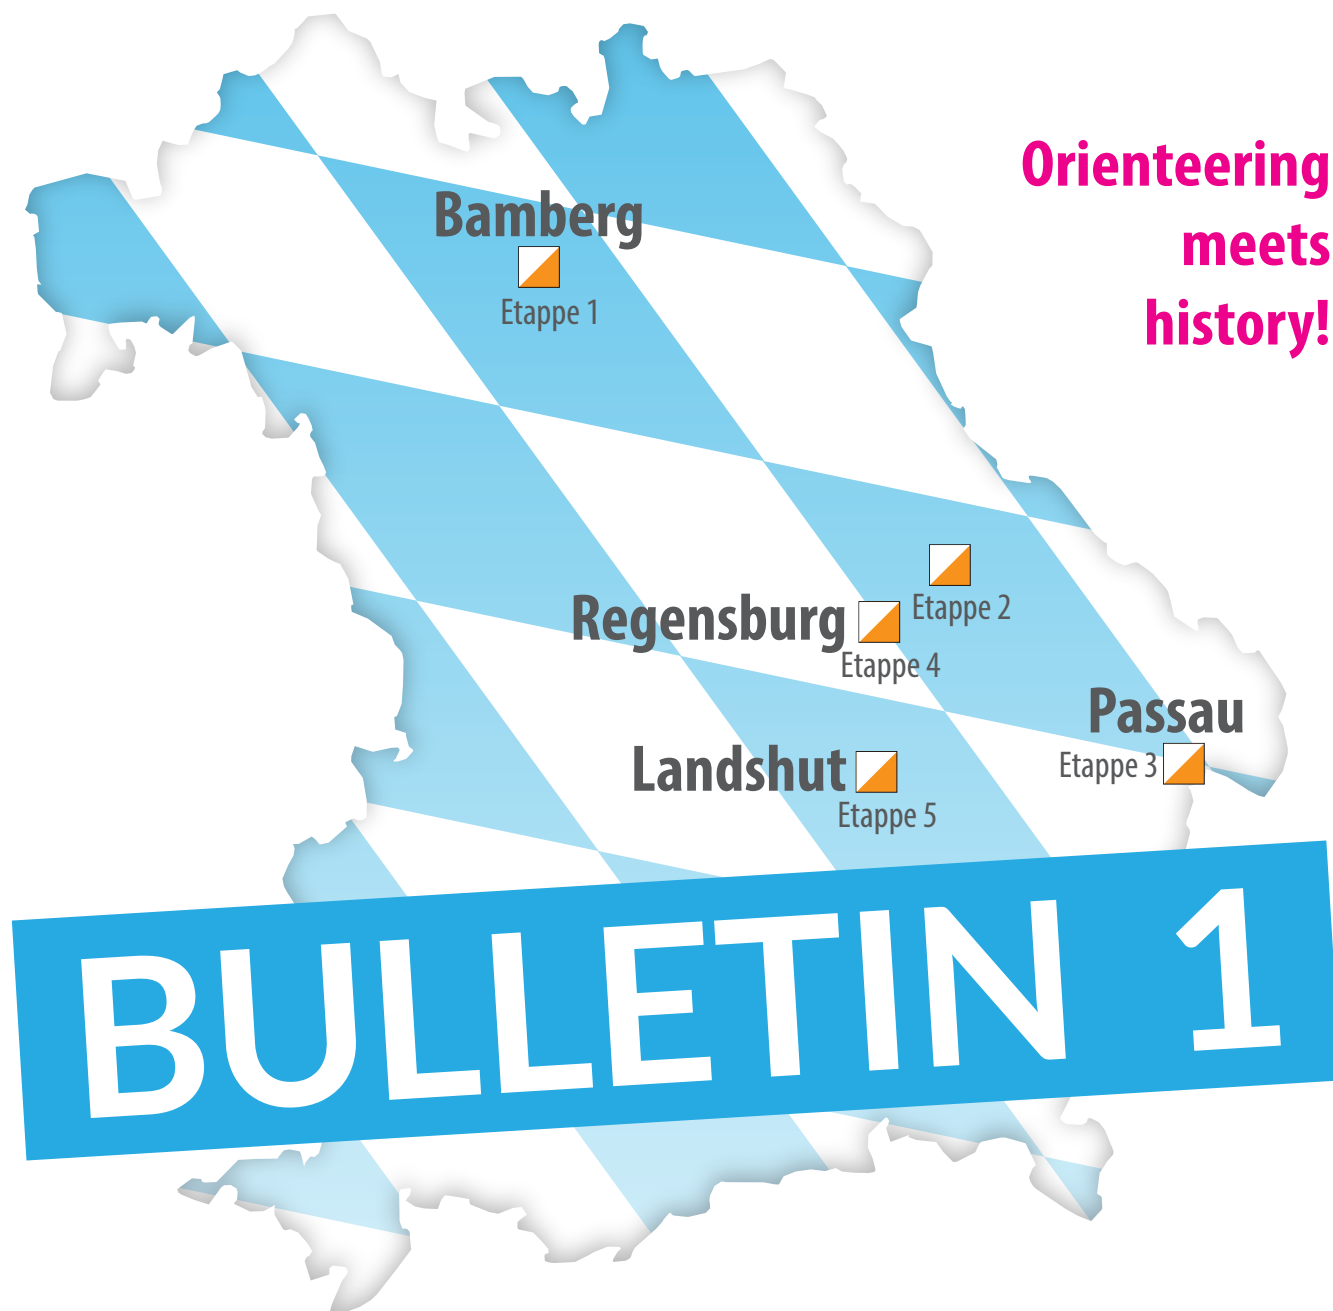 Orienteering
meets
history!
Bamberg
Etappe 1
Etappe 2
Regensburg
Etappe 4
Passau
Etappe 3
Landshut
Etappe 5
BULLETIN 1